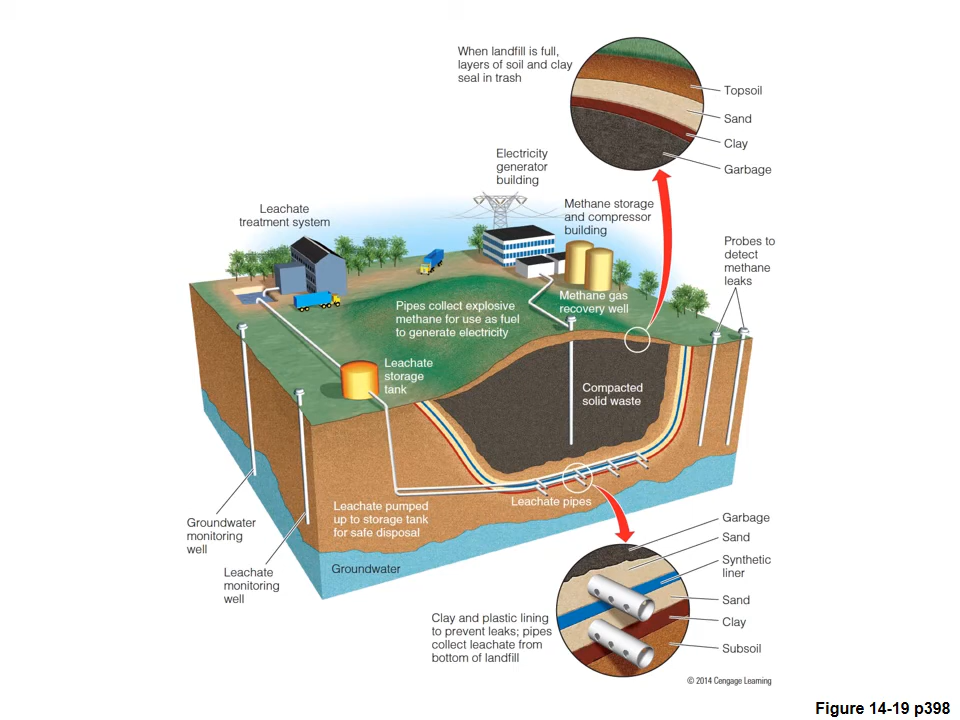 When landfill is full,
layers of soil and clay
seal in trash
Topsoil
Sand
Clay
Garbage
Electricity
generator
building
Leachate
treatment system
Methane storage
and compressor
building
Probes to
detect
methane
leaks
Pipes collect explosive
methane for use as fuel
to generate electricity
Methane gas
recovery well
Leachate
storage
tank
Compacted
solid waste
Leachate pipes
Leachate pumped
up to storage tank
for safe disposal
Groundwater
monitoring
well
Leachate
monitoring
well
Groundwater
Garbage
Sand
Synthetic
liner
Sand
Clay
Subsoil
Clay and plastic lining
to prevent leaks; pipes
collect leachate from
bottom of landfill
© 2014 Cengage Learning
Figure 14-19 p398